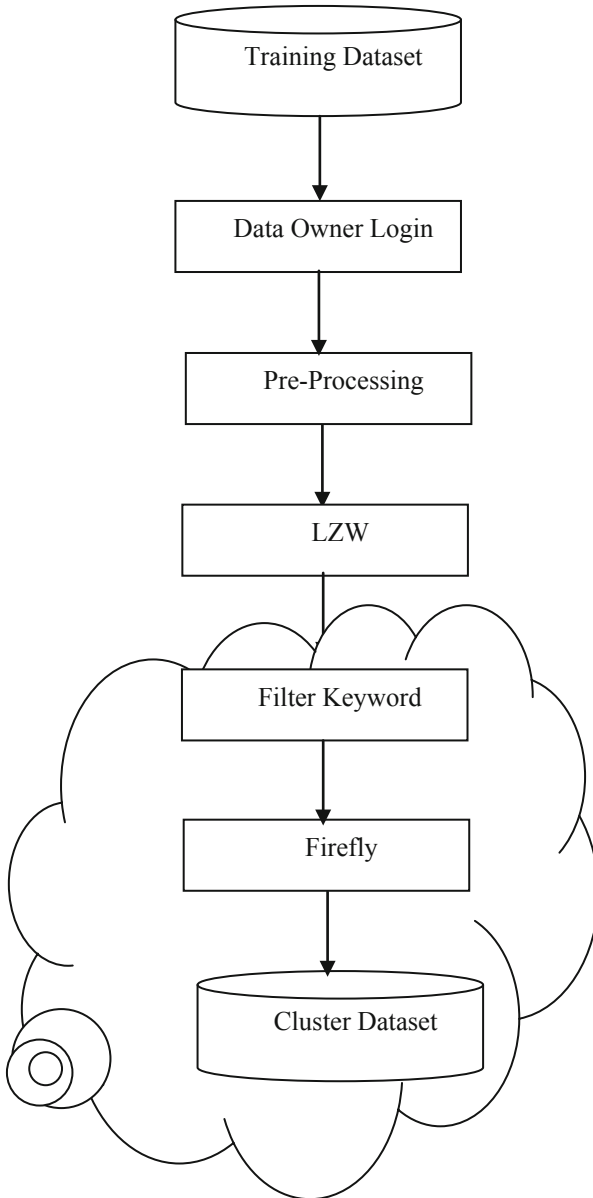 Training Dataset
Data Owner Login
Pre-Processing
LZW
Filter Keyword
Firefly
Cluster Dataset